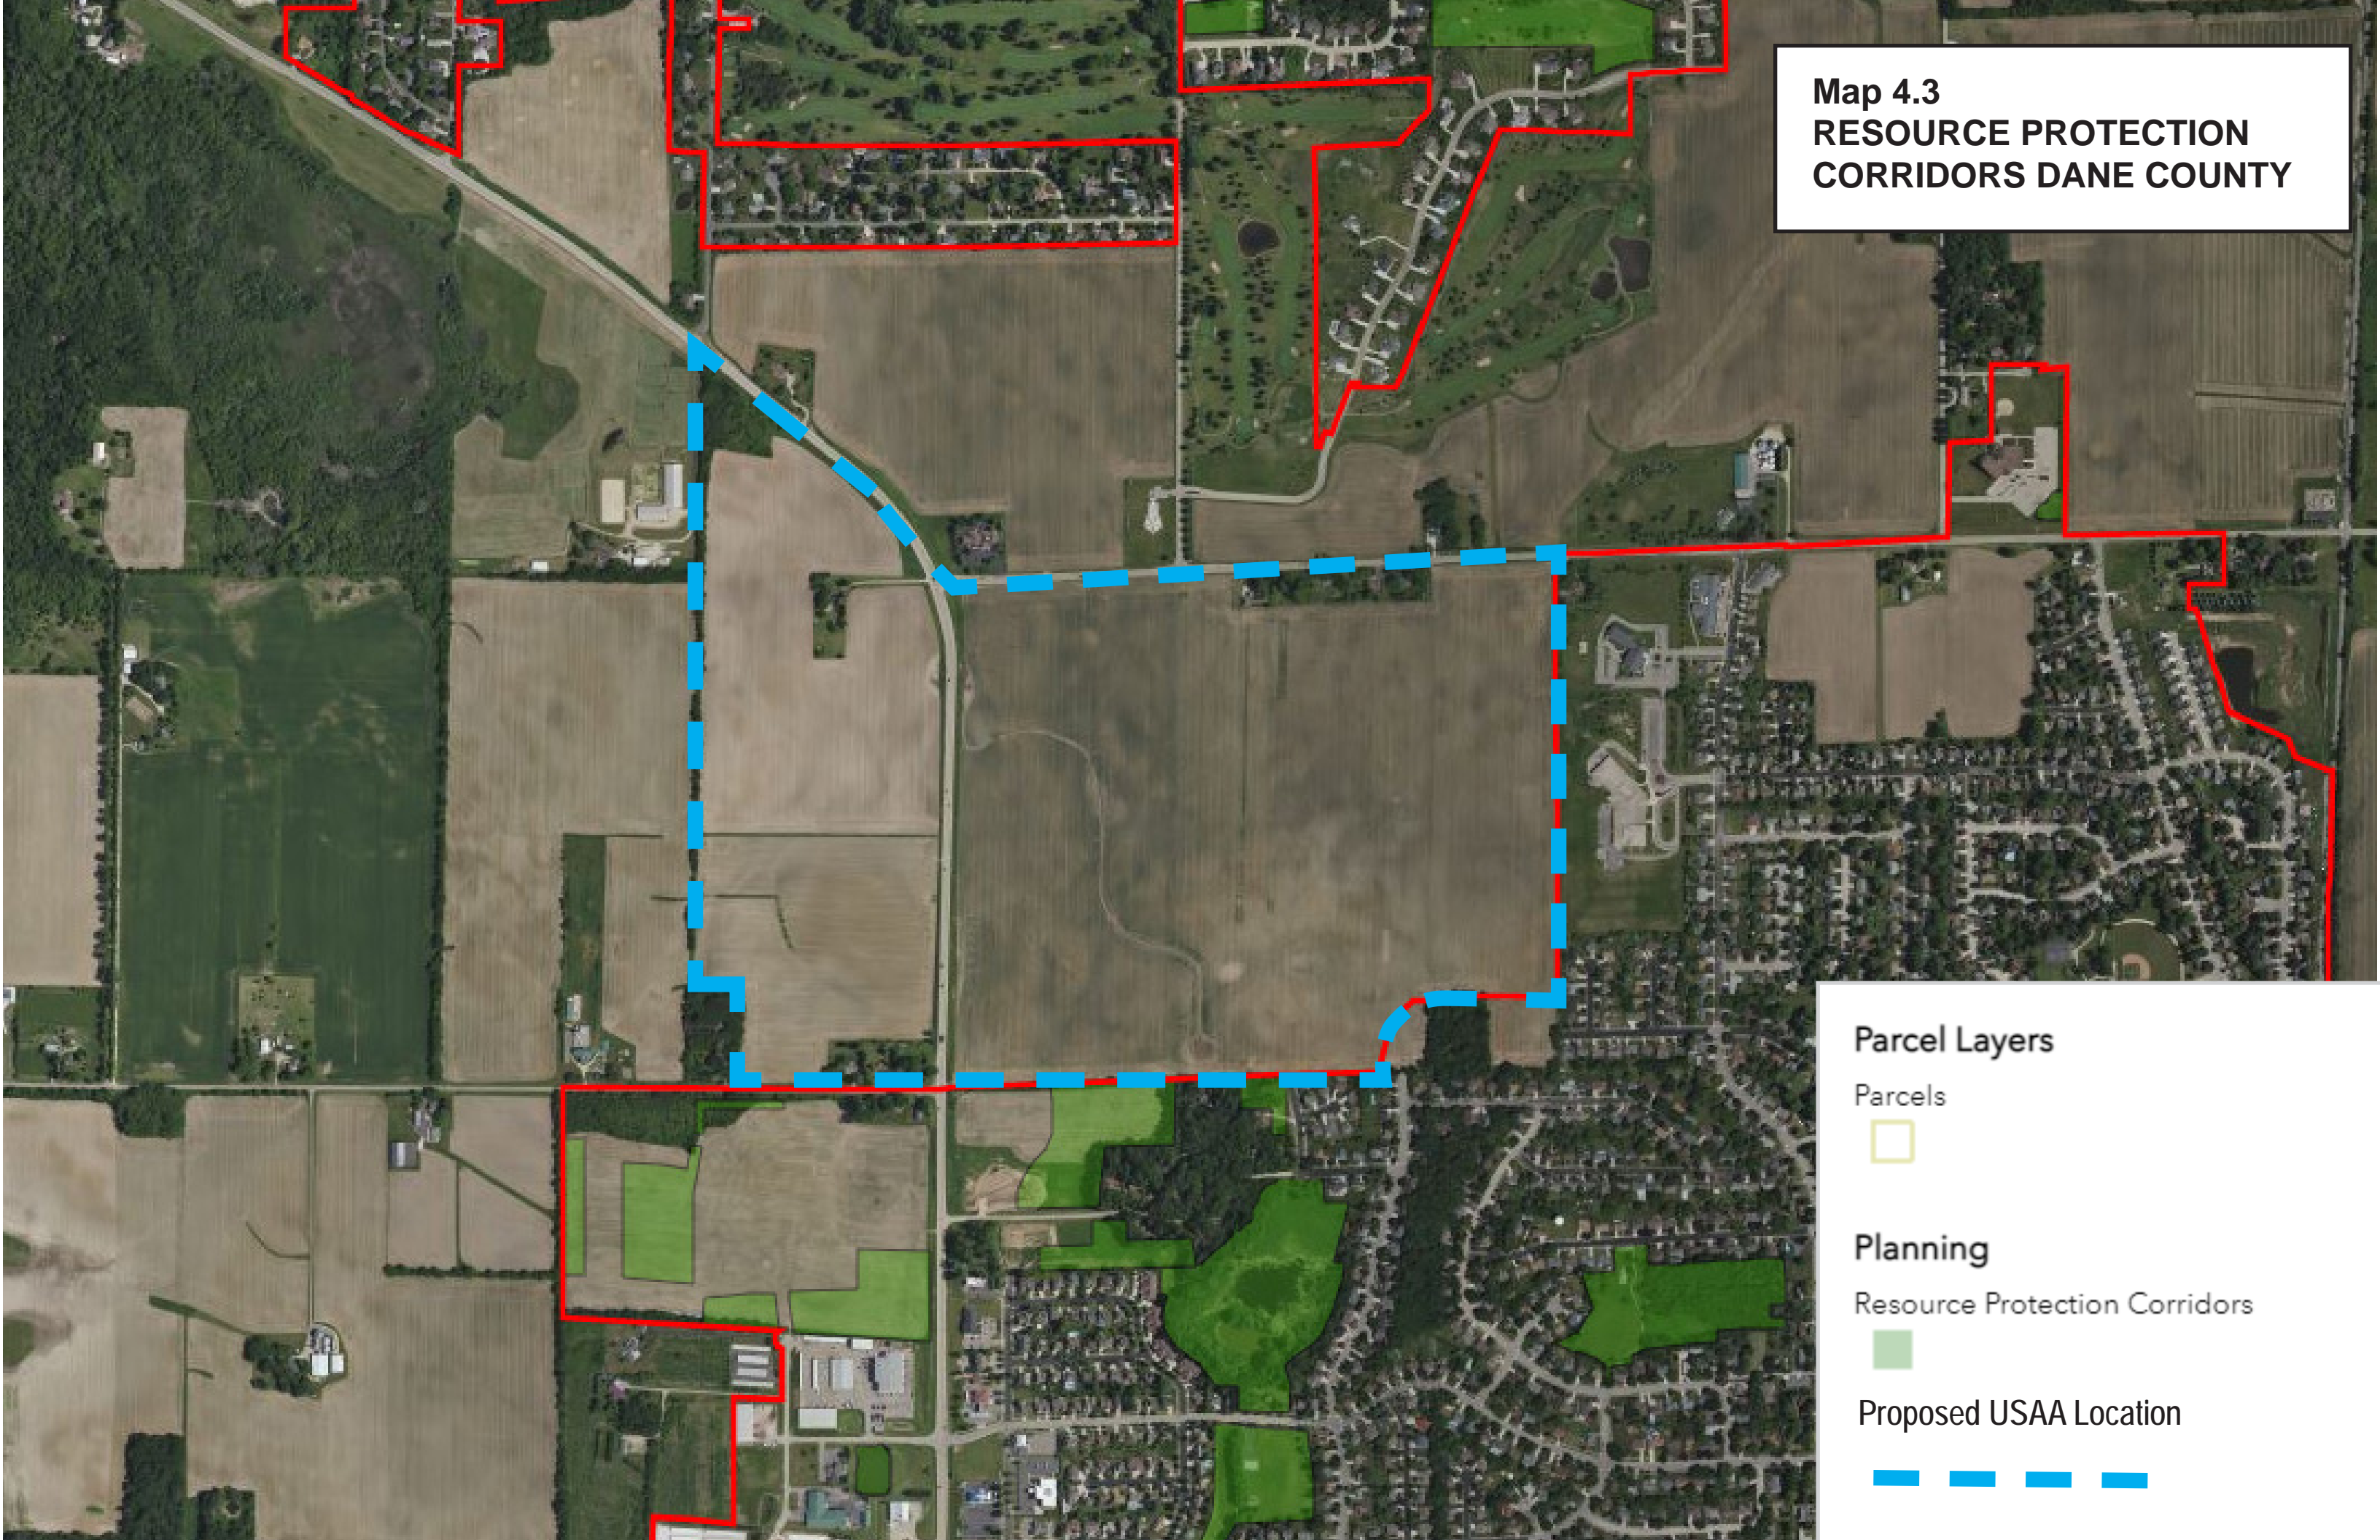 Map 4.3
RESOURCE PROTECTION
CORRIDORS DANE COUNTY
Parcel Layers
Parcels
Planning
Resource Protection Corridors
Proposed USAA Location